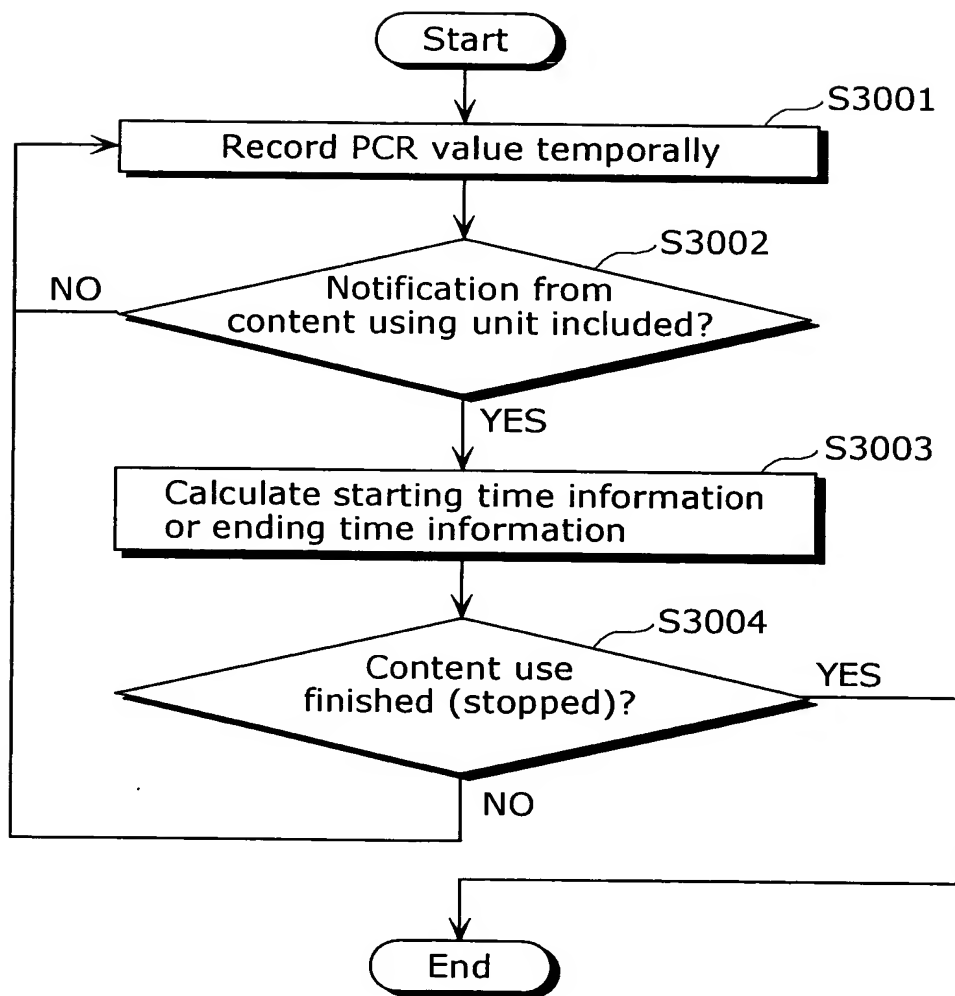 Start
S3001
Record PCR value temporally
S3002
NO
Notification from
content using unit included?
YES
S3003
Calculate starting time information
or ending time information
S3004
Content use
finished (stopped)?
YES
NO
End